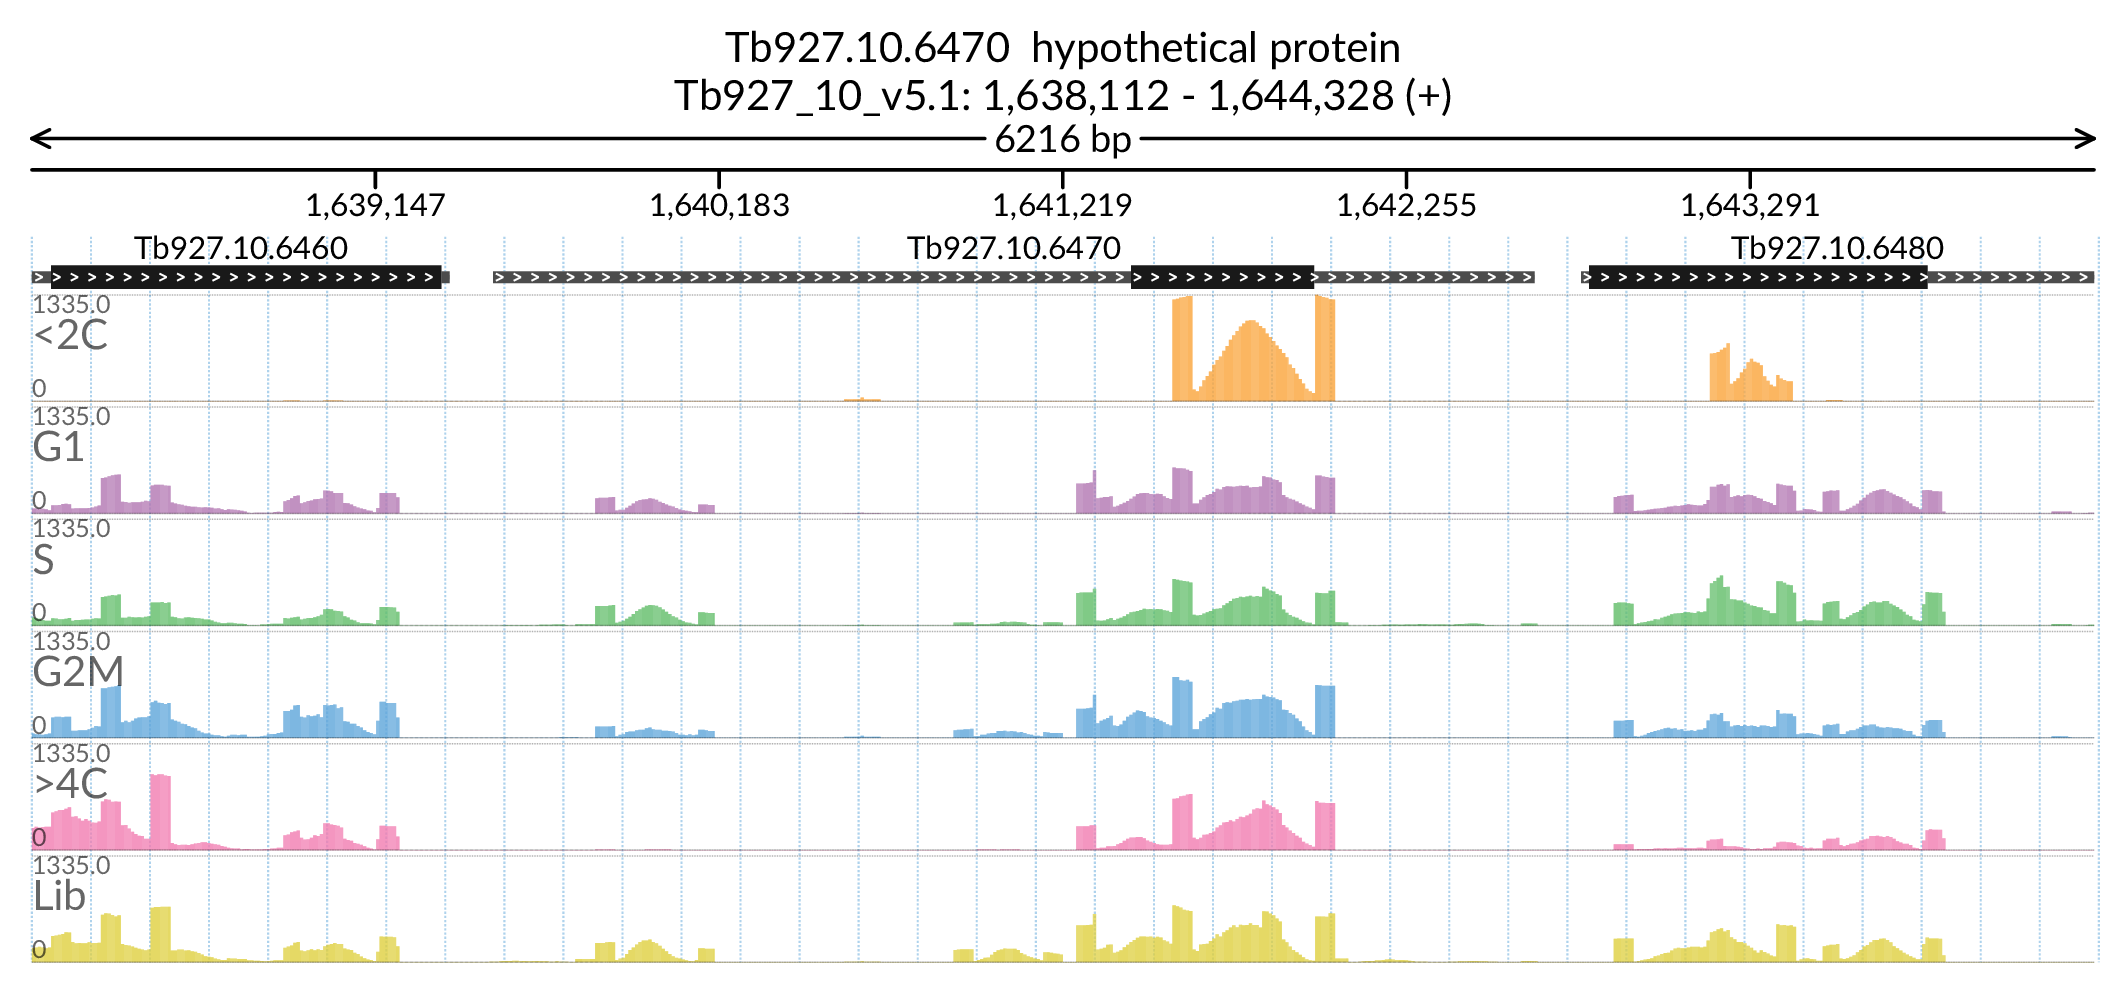 Tb927.10.6470  hypothetical protein
Tb927_10_v5.1: 1,638,112 - 1,644,328 (+)
6216 bp
1,639,147 1,640,183 1,641,219 1,642,255 1,643,291
Tb927.10.6460 Tb927.10.6470 Tb927.10.6480
1335.0
<2C
0
1335.0
G1
0
1335.0
S
0
1335.0
G2M
0
1335.0
>4C
0
1335.0
Lib
0